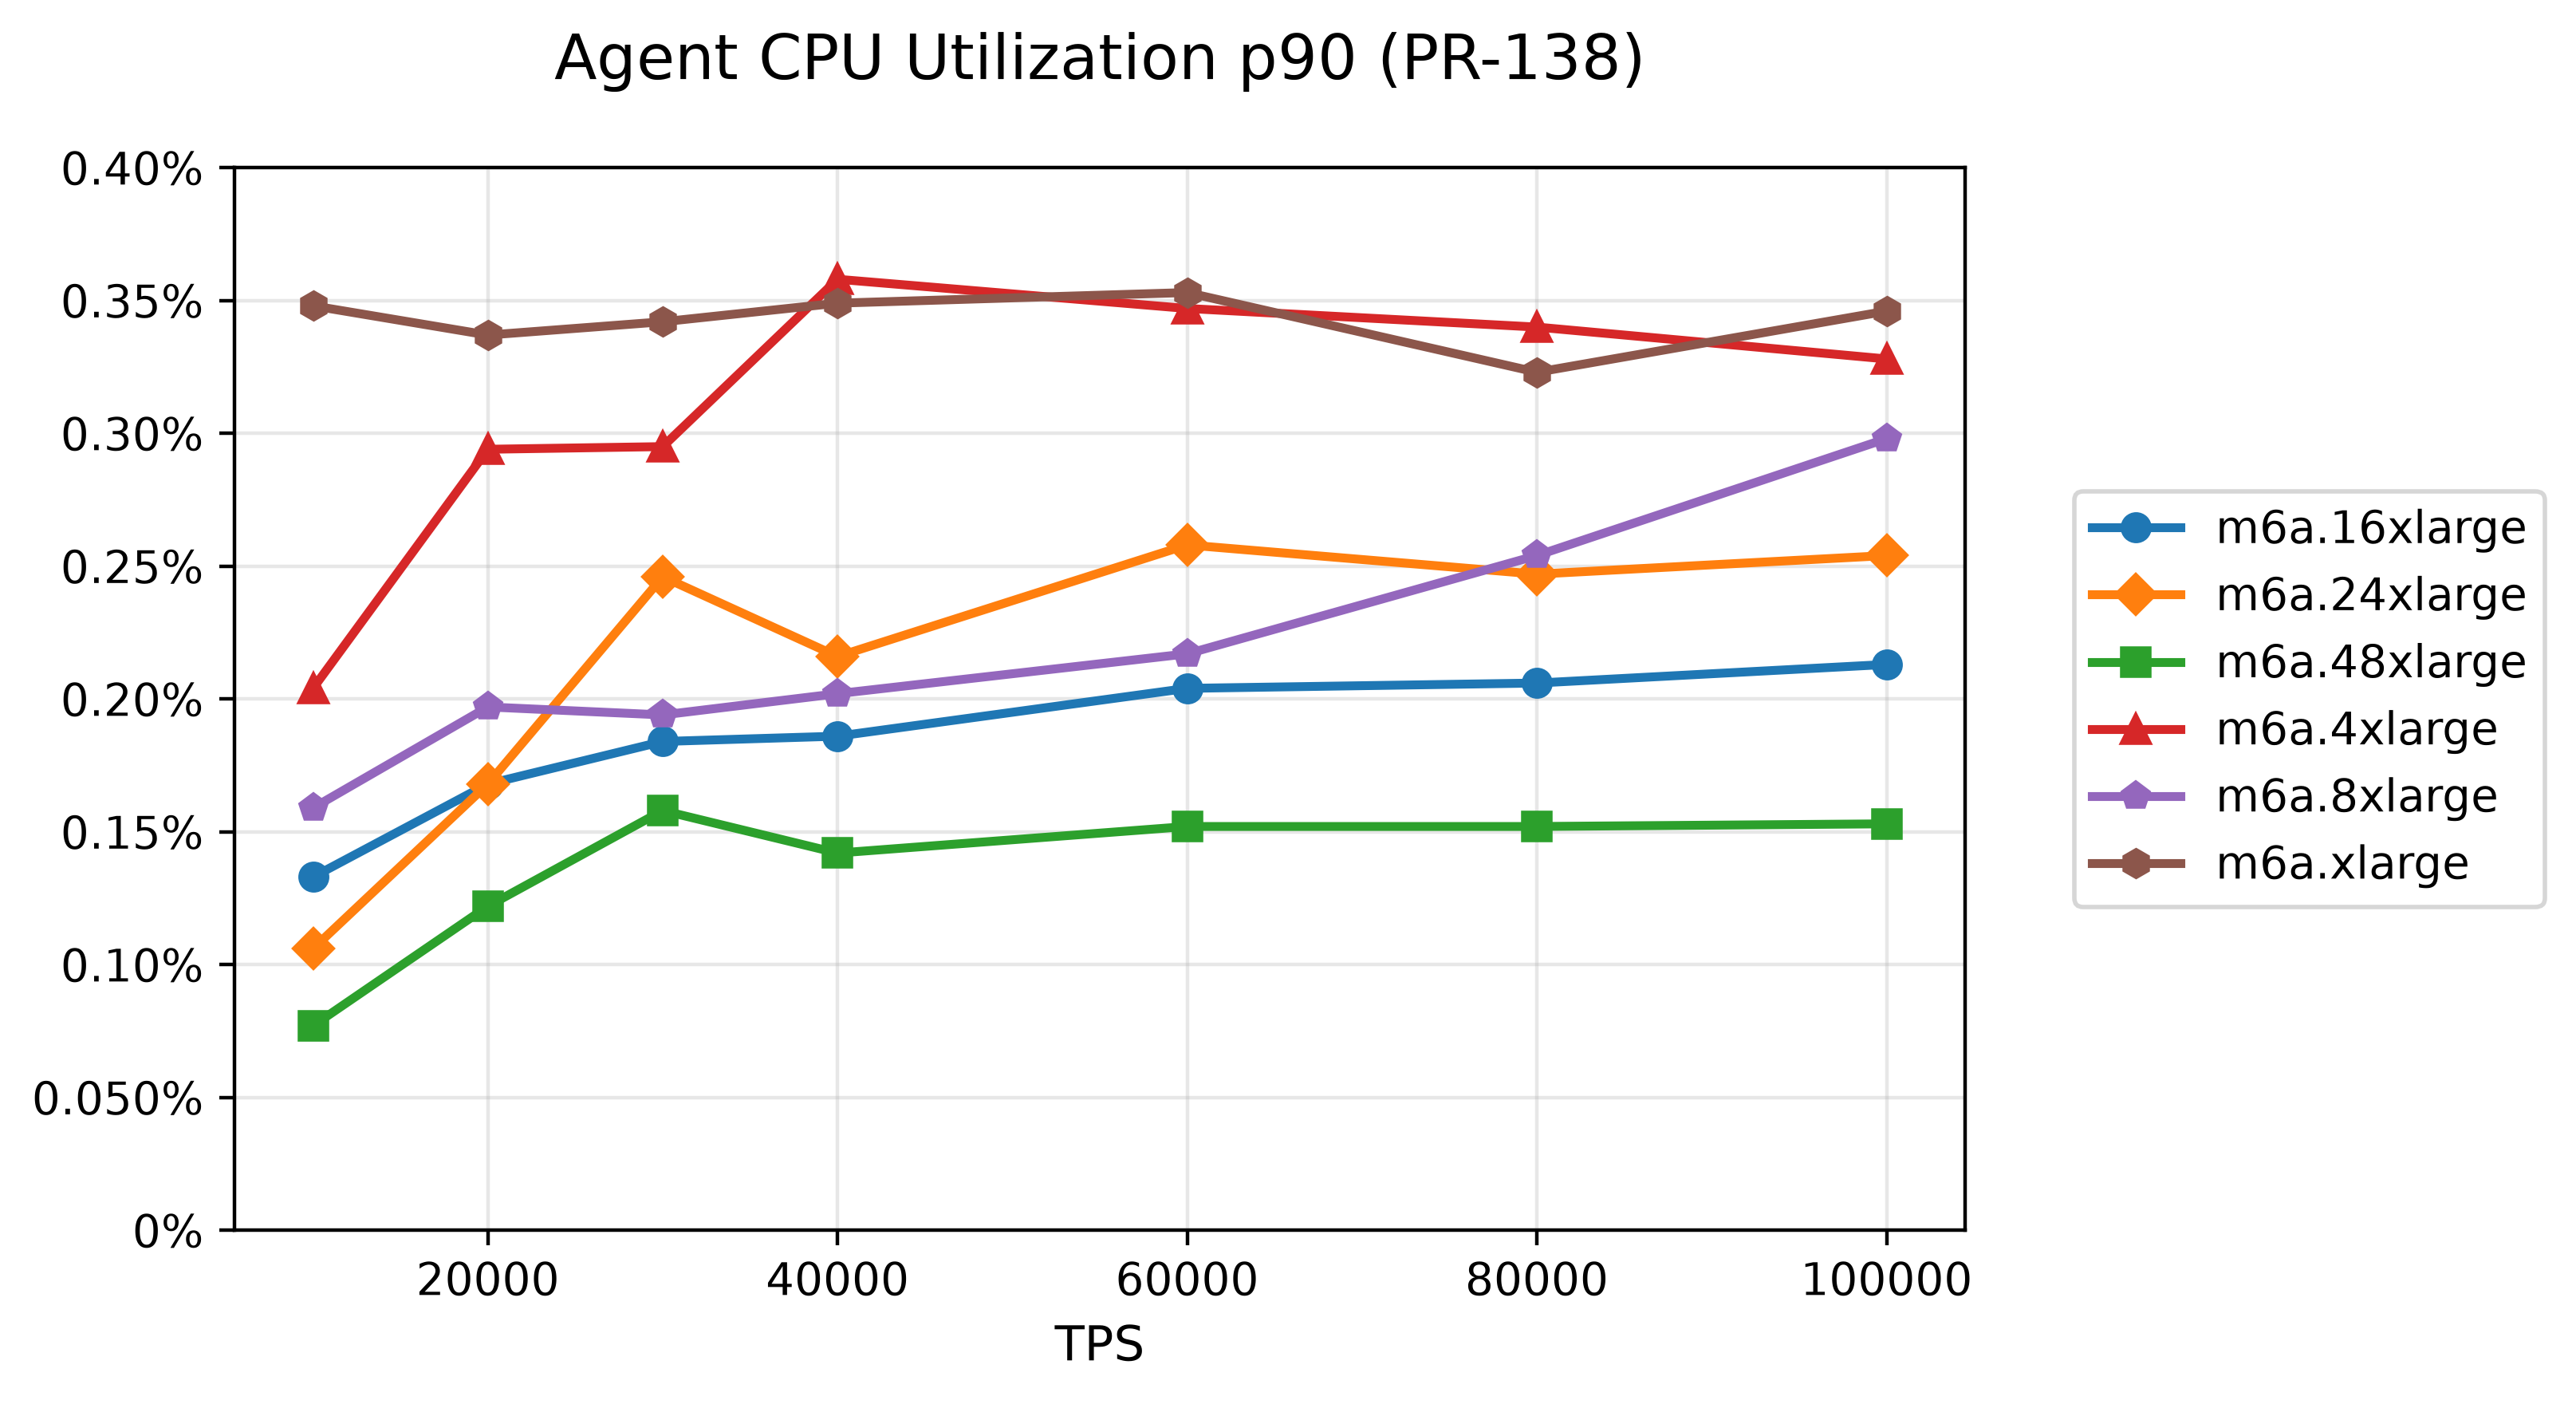 Agent CPU Utilization p90 (PR-138)
0.40%
0.35%
0.30%
0.25%
0.20%
0.15%
0.10%
0.050%
0%
20000 40000 60000 80000 100000
TPS
m6a.16xlarge
m6a.24xlarge
m6a.48xlarge
m6a.4xlarge
m6a.8xlarge
m6a.xlarge